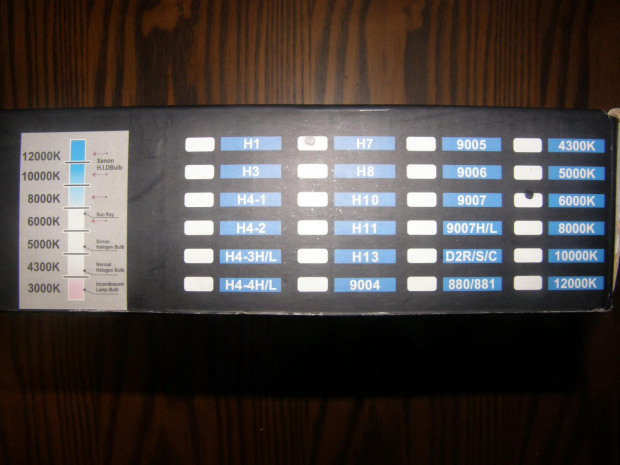 12000K
10000K
8000K
6000K
5000K
4300K
3000K
Xenon
H.I.DBulb
Sun Ray
Xenon
Halogen Bulb
Normal
Halogen Bulb
Incandescent
Lamp Bulb
H1 H7 9005 4300K
H3 H8 9006 5000K
H4-1 H10 9007 6000K
H4-2 H11 9007H/L 8000K
H4-3H/L H13 D2R/S/C 10000K
H4-4H/L 9004 880/881 12000K